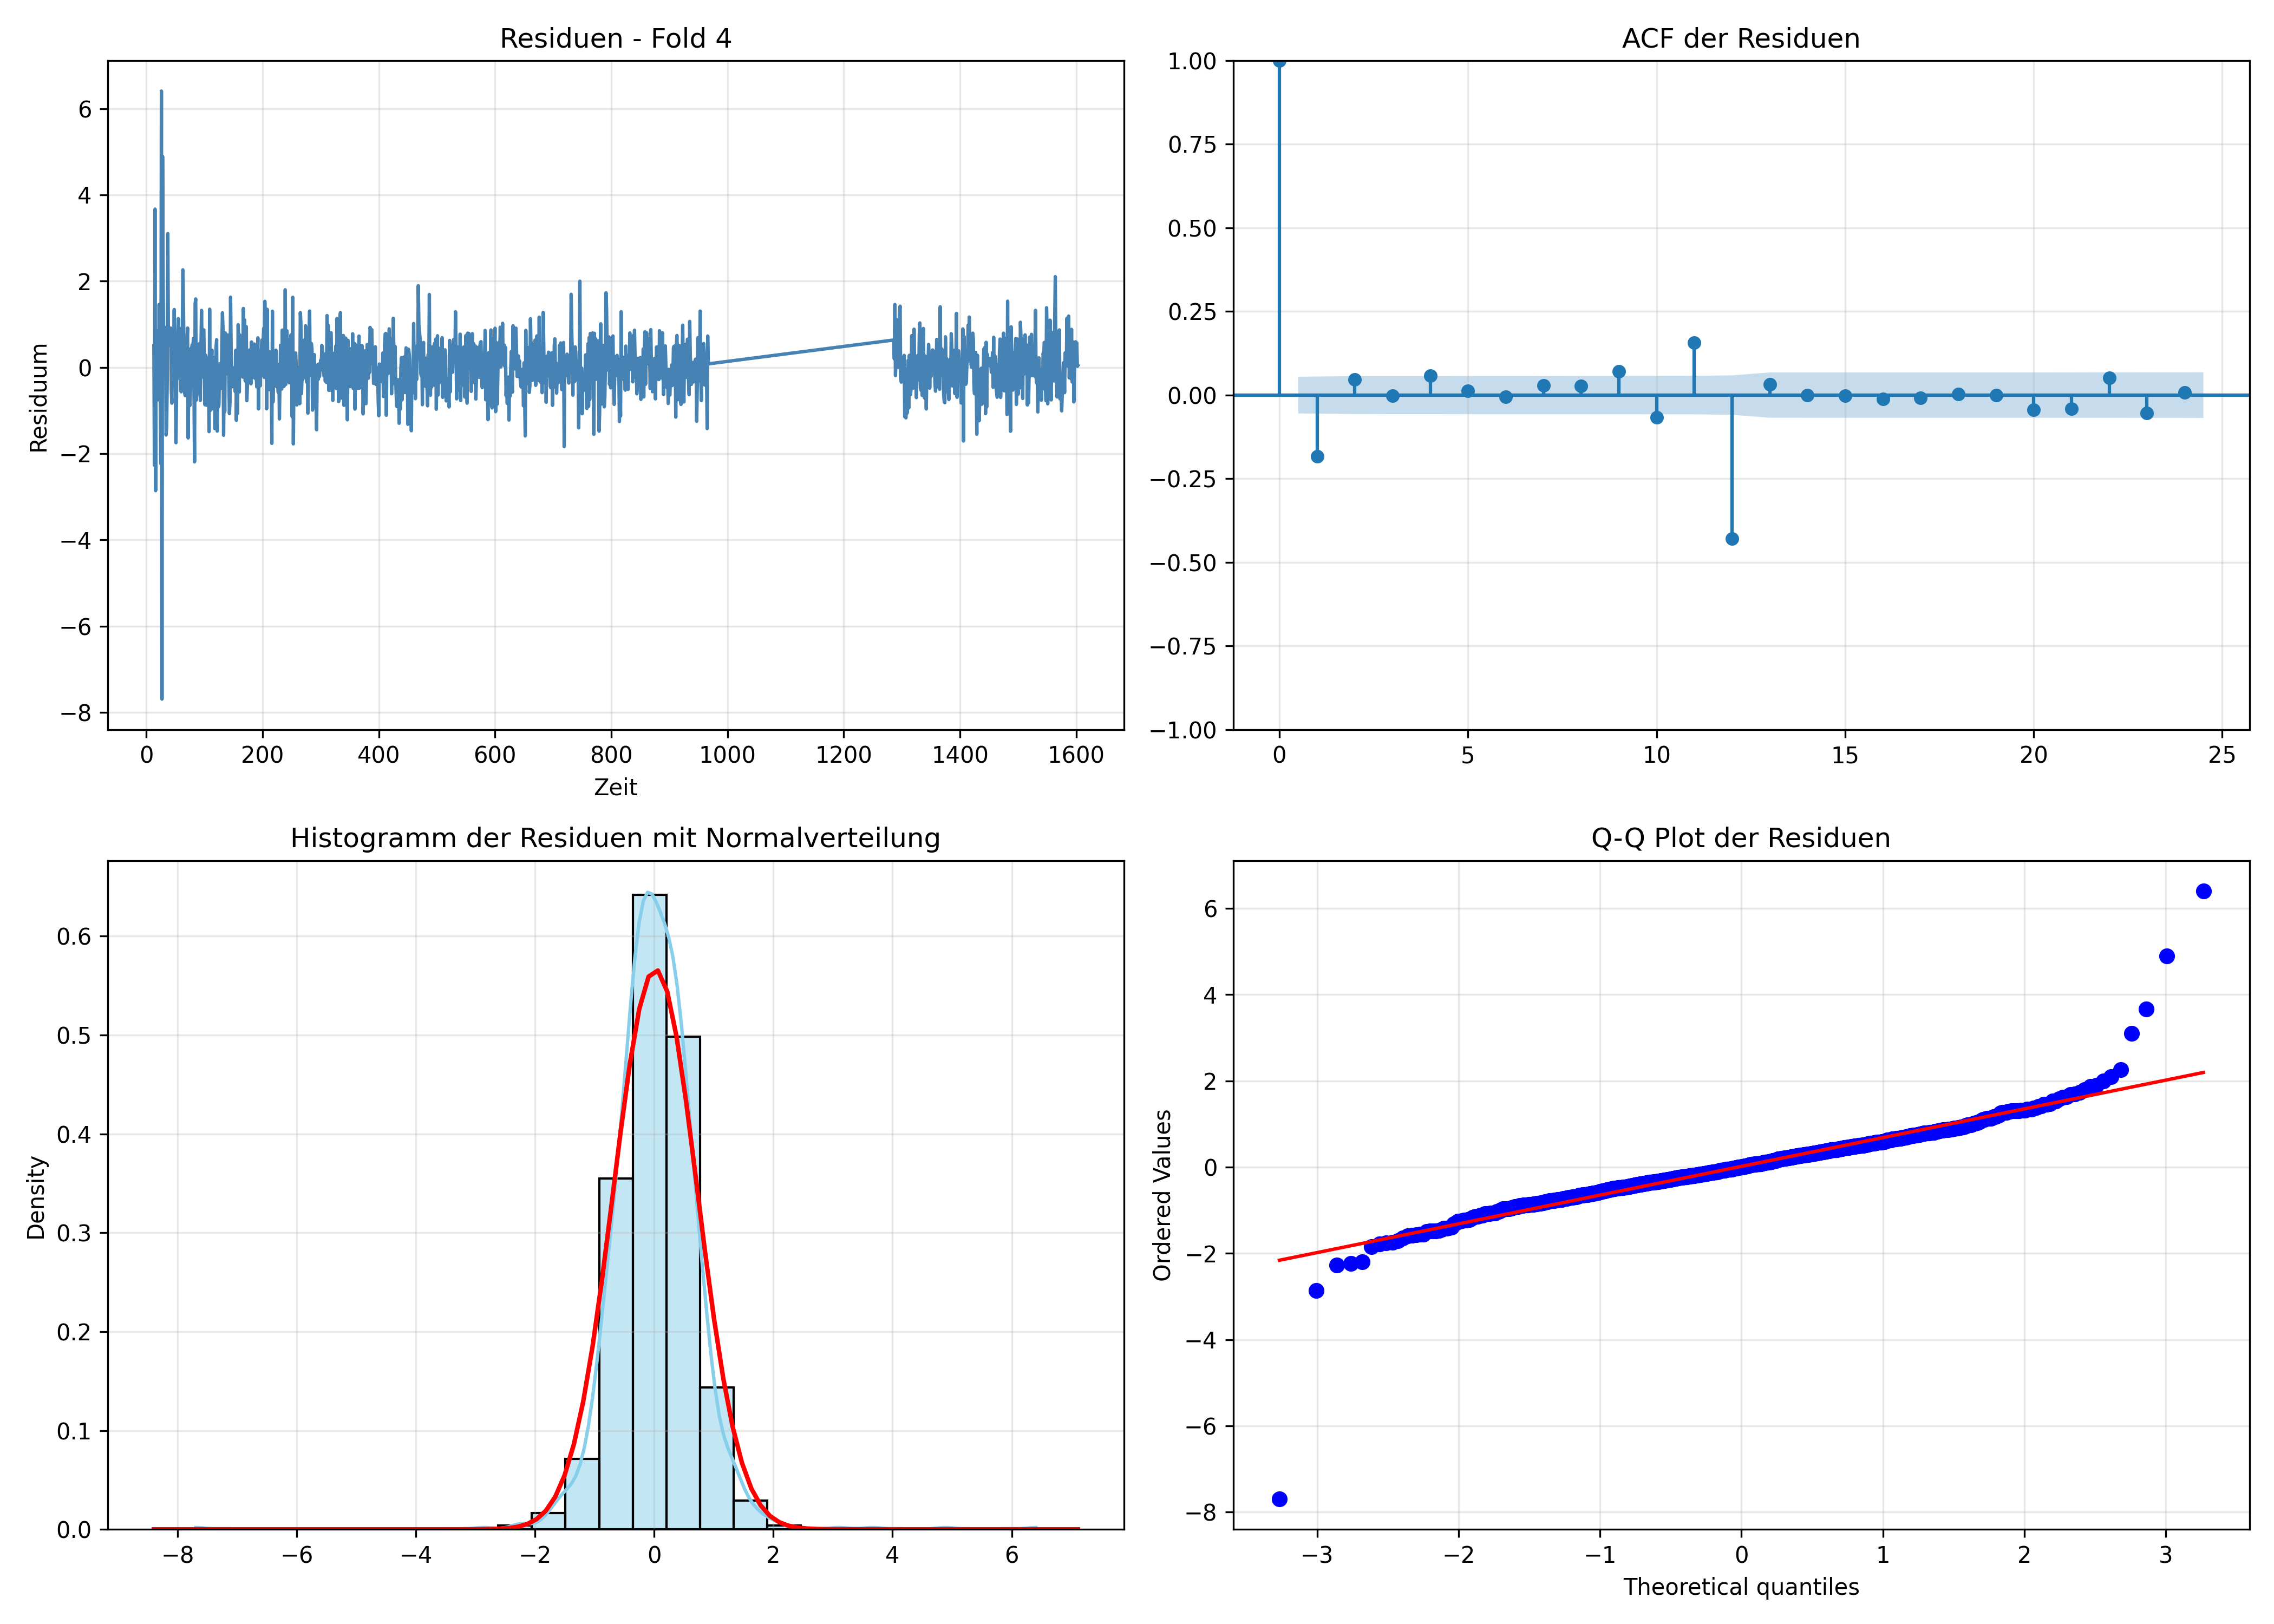 Residuen - Fold 4
Residuum
6
4
2
0
−2
−4
−6
−8
0 200 400 600 800 1000 1200 1400 1600
Zeit
ACF der Residuen
1.00
0.75
0.50
0.25
0.00
−0.25
−0.50
−0.75
−1.00
0 5 10 15 20 25
Histogramm der Residuen mit Normalverteilung
Density
0.6
0.5
0.4
0.3
0.2
0.1
0.0
−8 −6 −4 −2 0 2 4 6
Q-Q Plot der Residuen
Ordered Values
6
4
2
0
−2
−4
−6
−8
−3 −2 −1 0 1 2 3
Theoretical quantiles